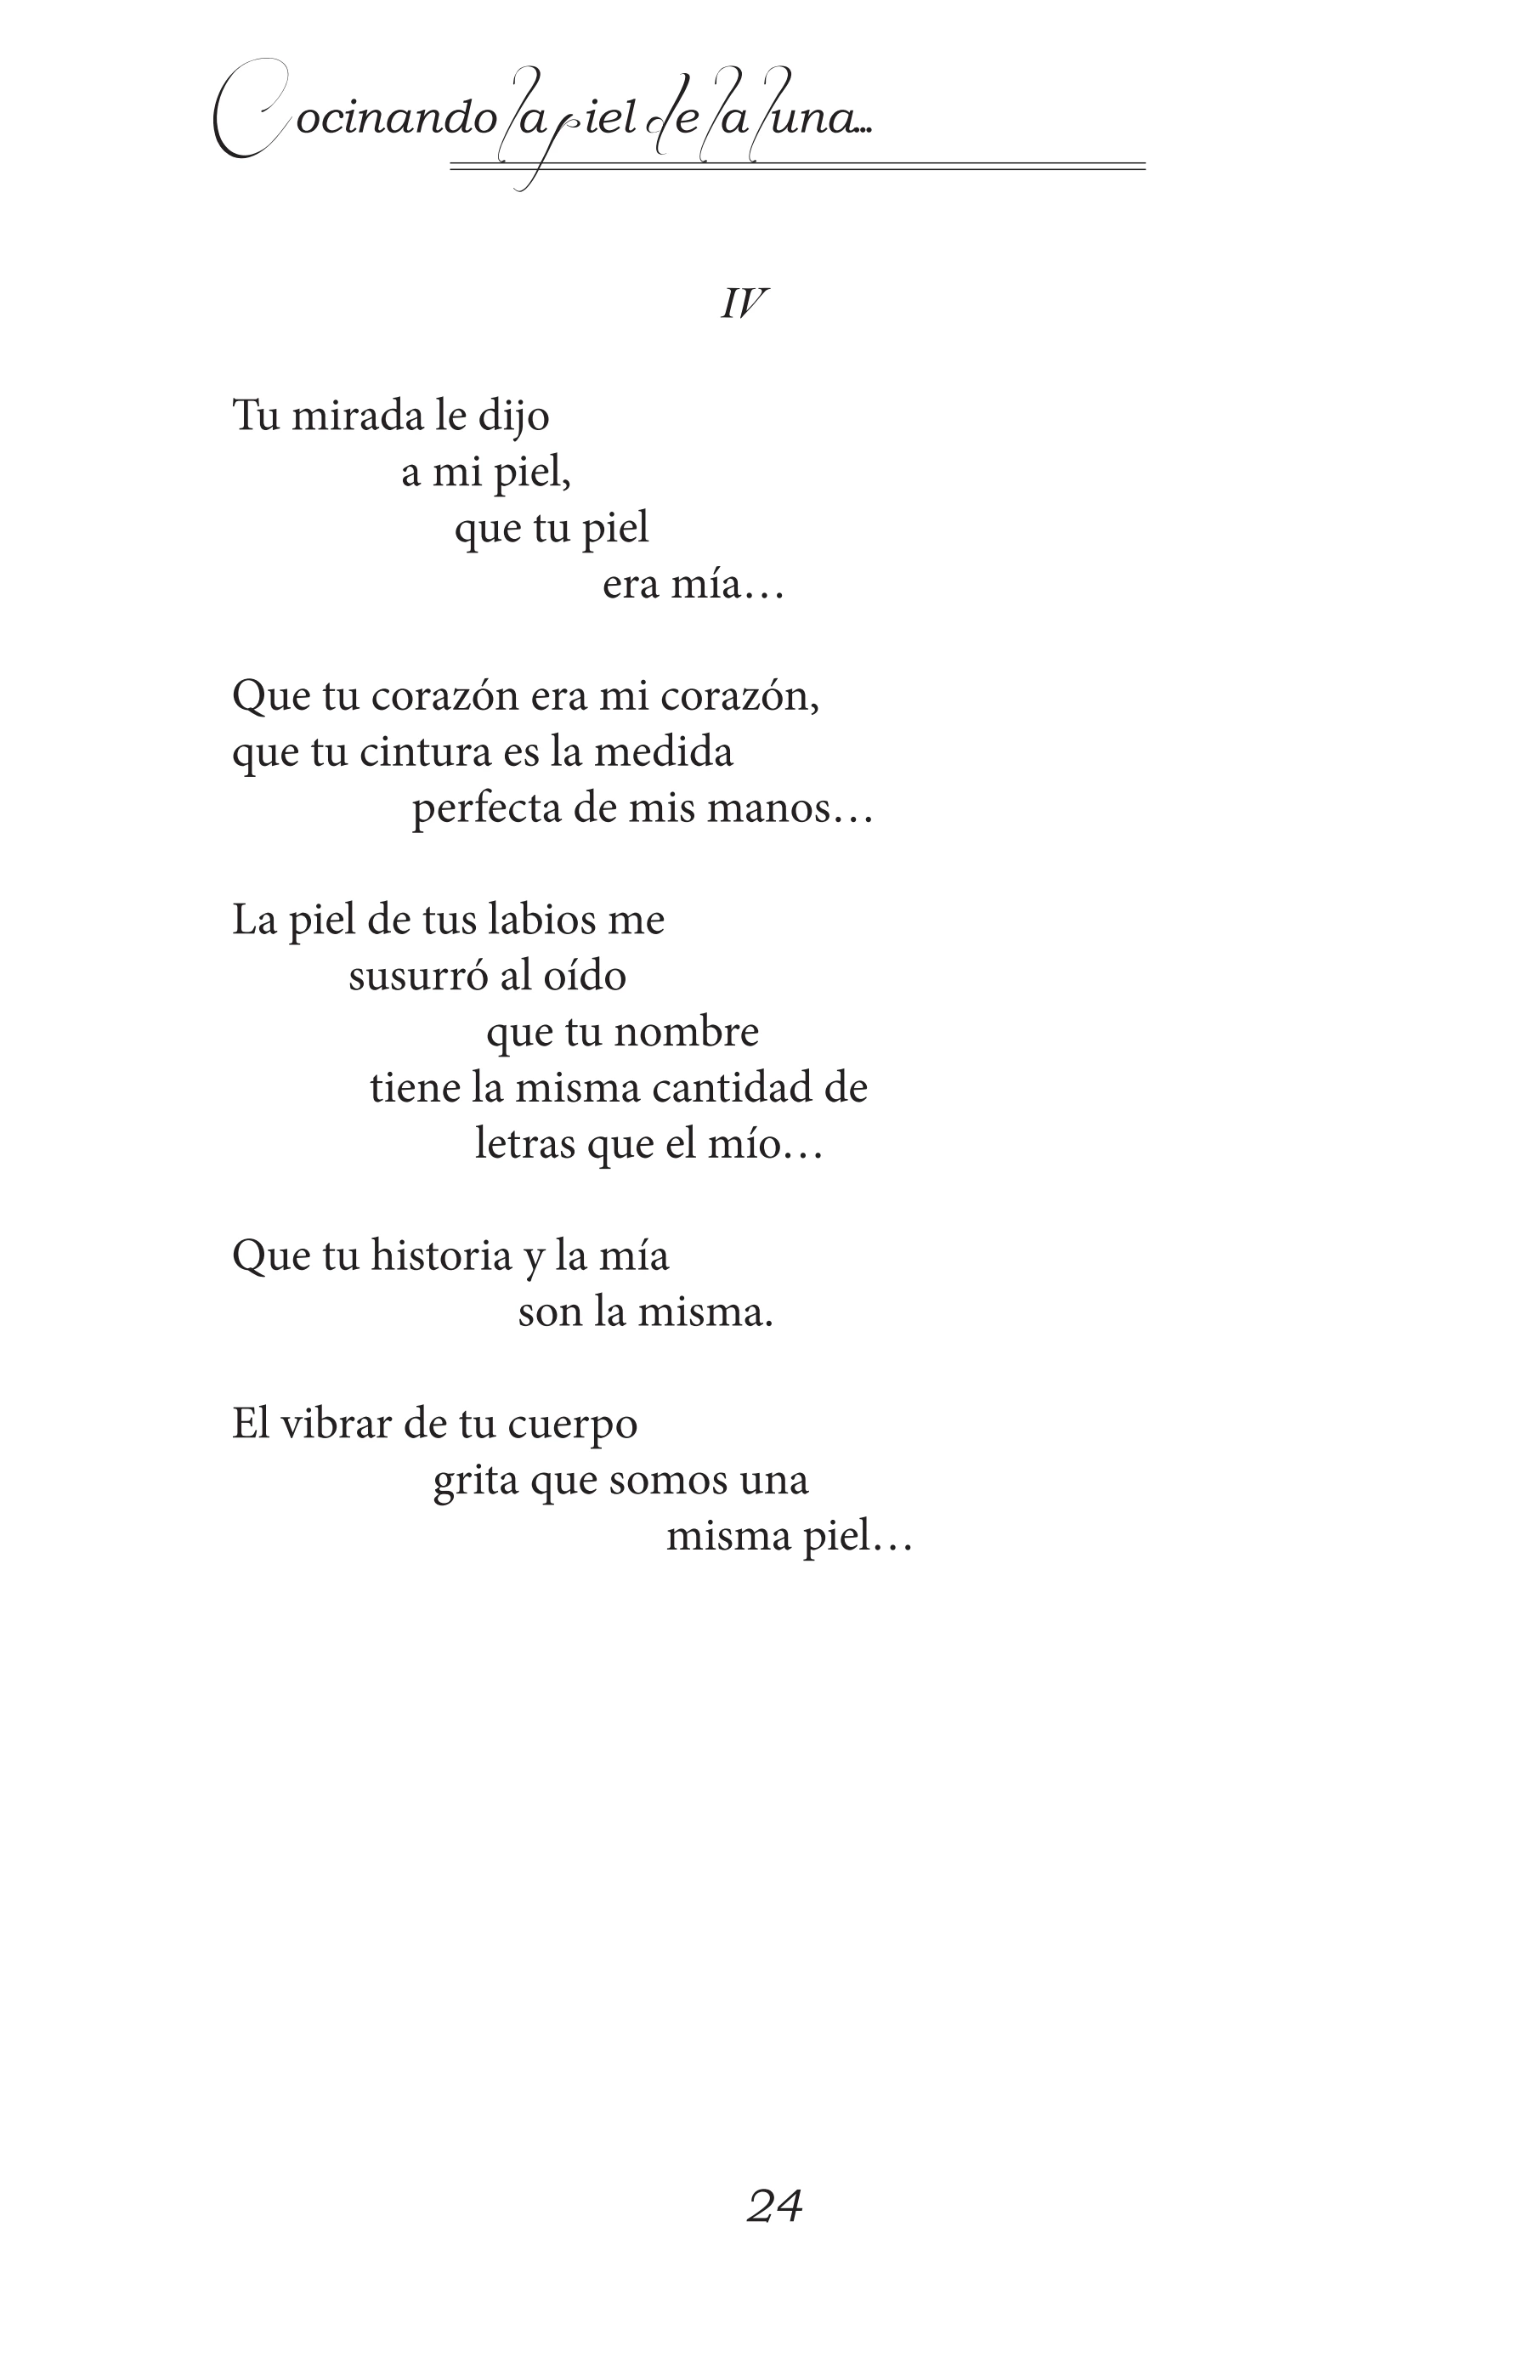 Cocinando la piel de la luna...
IV
Tu mirada le dijo
a mi piel,
que tu piel
era mía…
Que tu corazón era mi corazón,
que tu cintura es la medida
perfecta de mis manos…
La piel de tus labios me
susurró al oído
que tu nombre
tiene la misma cantidad de
letras que el mío…
Que tu historia y la mía
son la misma.
El vibrar de tu cuerpo
grita que somos una
misma piel…
24